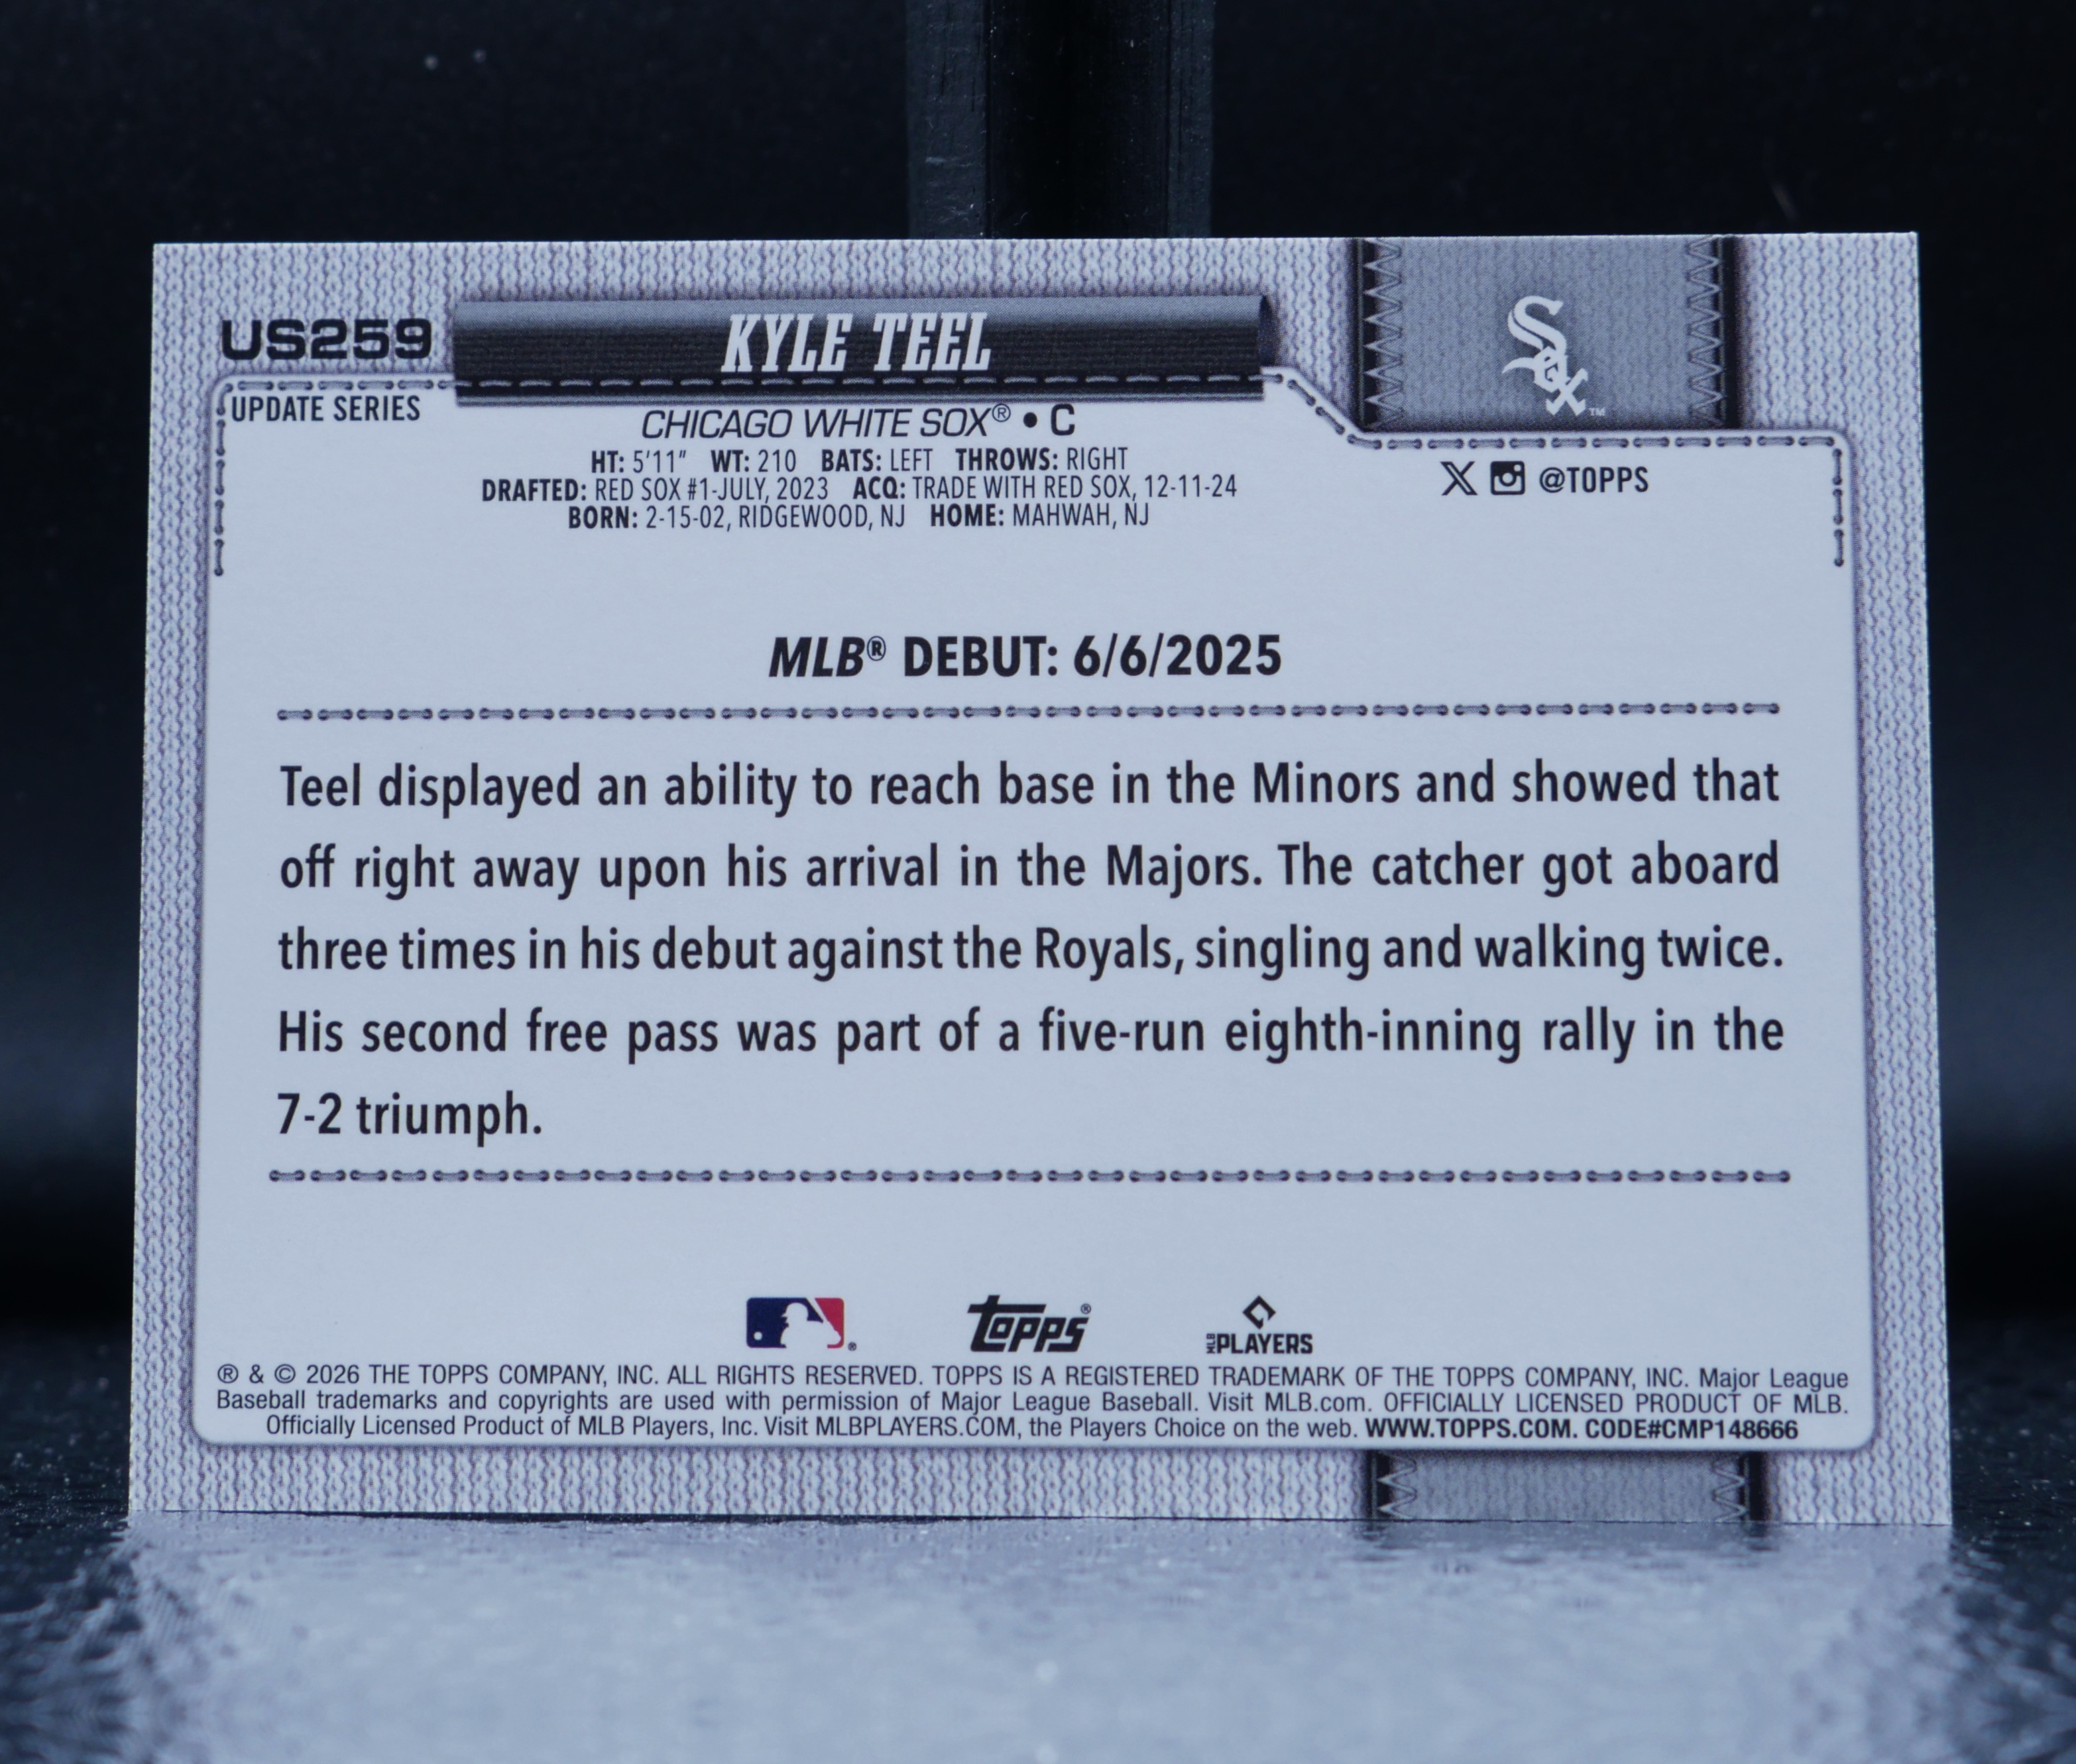 US259
KYLE TEEL
Sox™
UPDATE SERIES
CHICAGO WHITE SOX® • C
HT: 5'11" WT: 210 BATS: LEFT THROWS: RIGHT
DRAFTED: RED SOX #1-JULY, 2023 ACQ: TRADE WITH RED SOX, 12-11-24
BORN: 2-15-02, RIDGEWOOD, NJ HOME: MAHWAH, NJ
@TOPPS
MLB® DEBUT: 6/6/2025
Teel displayed an ability to reach base in the Minors and showed that
off right away upon his arrival in the Majors. The catcher got aboard
three times in his debut against the Royals, singling and walking twice.
His second free pass was part of a five-run eighth-inning rally in the
7-2 triumph.
topps®
MLB PLAYERS
® & © 2026 THE TOPPS COMPANY, INC. ALL RIGHTS RESERVED. TOPPS IS A REGISTERED TRADEMARK OF THE TOPPS COMPANY, INC. Major League
Baseball trademarks and copyrights are used with permission of Major League Baseball. Visit MLB.com. OFFICIALLY LICENSED PRODUCT OF MLB.
Officially Licensed Product of MLB Players, Inc. Visit MLBPLAYERS.COM, the Players Choice on the web. WWW.TOPPS.COM. CODE#CMP148666